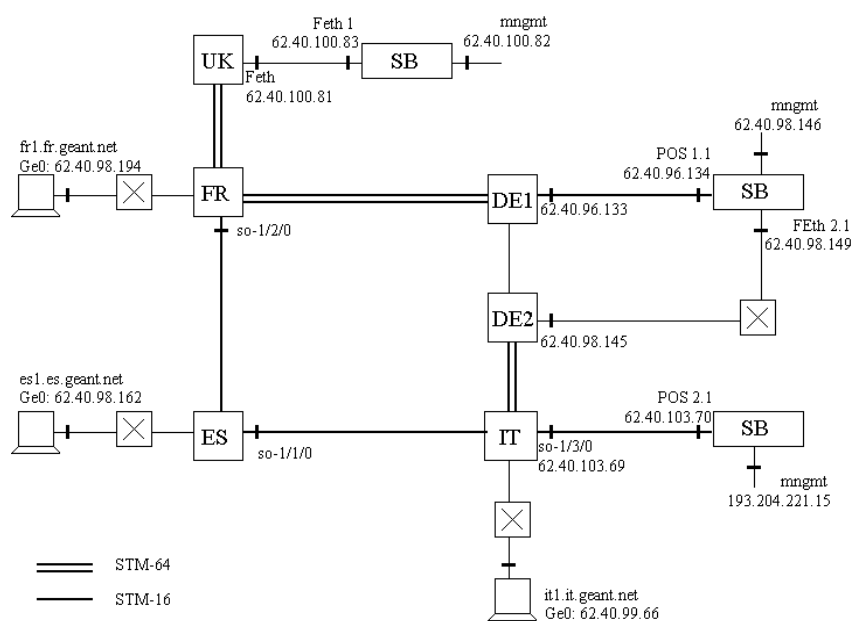 Feth 1
62.40.100.83
mngmt
62.40.100.82
UK
SB
Feth
62.40.100.81
mngmt
62.40.98.146
fr1.fr.geant.net
Ge0: 62.40.98.194
POS 1.1
62.40.96.134
FR
DE1
SB
62.40.96.133
so-1/2/0
FEth 2.1
62.40.98.149
DE2
62.40.98.145
es1.es.geant.net
Ge0: 62.40.98.162
POS 2.1
62.40.103.70
ES
IT
SB
so-1/1/0
so-1/3/0
62.40.103.69
mngmt
193.204.221.15
STM-64
STM-16
it1.it.geant.net
Ge0: 62.40.99.66